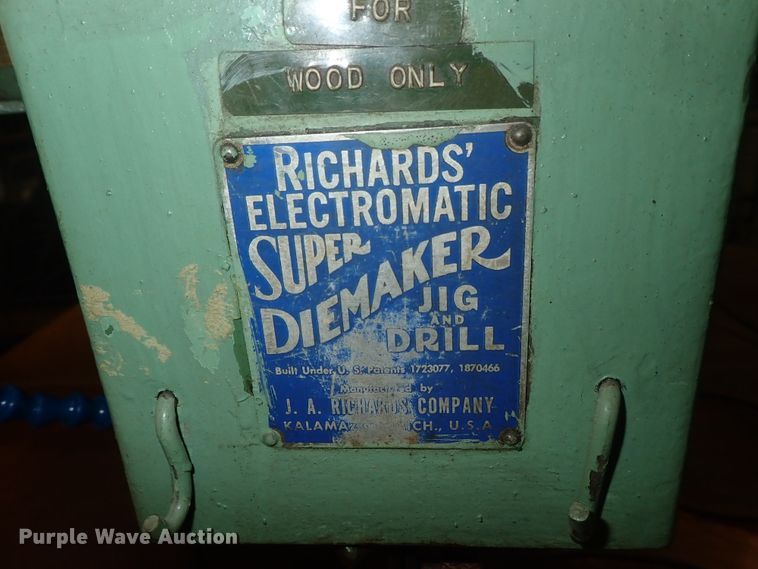 FOR
WOOD ONLY
RICHARDS'
ELECTROMATIC
SUPER
DIEMAKER
JIG
AND
DRILL
Built Under U. S. Patents 1723077, 1870466
Manufactured by
J. A. RICHARDS COMPANY
U.S.A
Purple Wave Auction